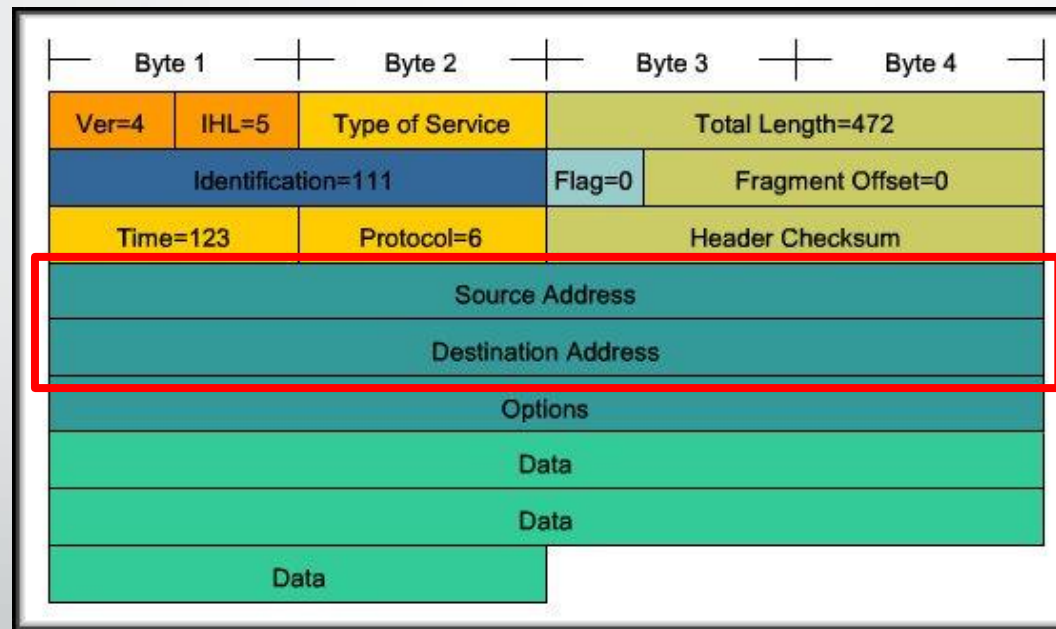 Byte 1 Byte 2 Byte 3 Byte 4
Ver=4 IHL=5 Type of Service Total Length=472
Identification=111 Flag=0 Fragment Offset=0
Time=123 Protocol=6 Header Checksum
Source Address
Destination Address
Options
Data
Data
Data